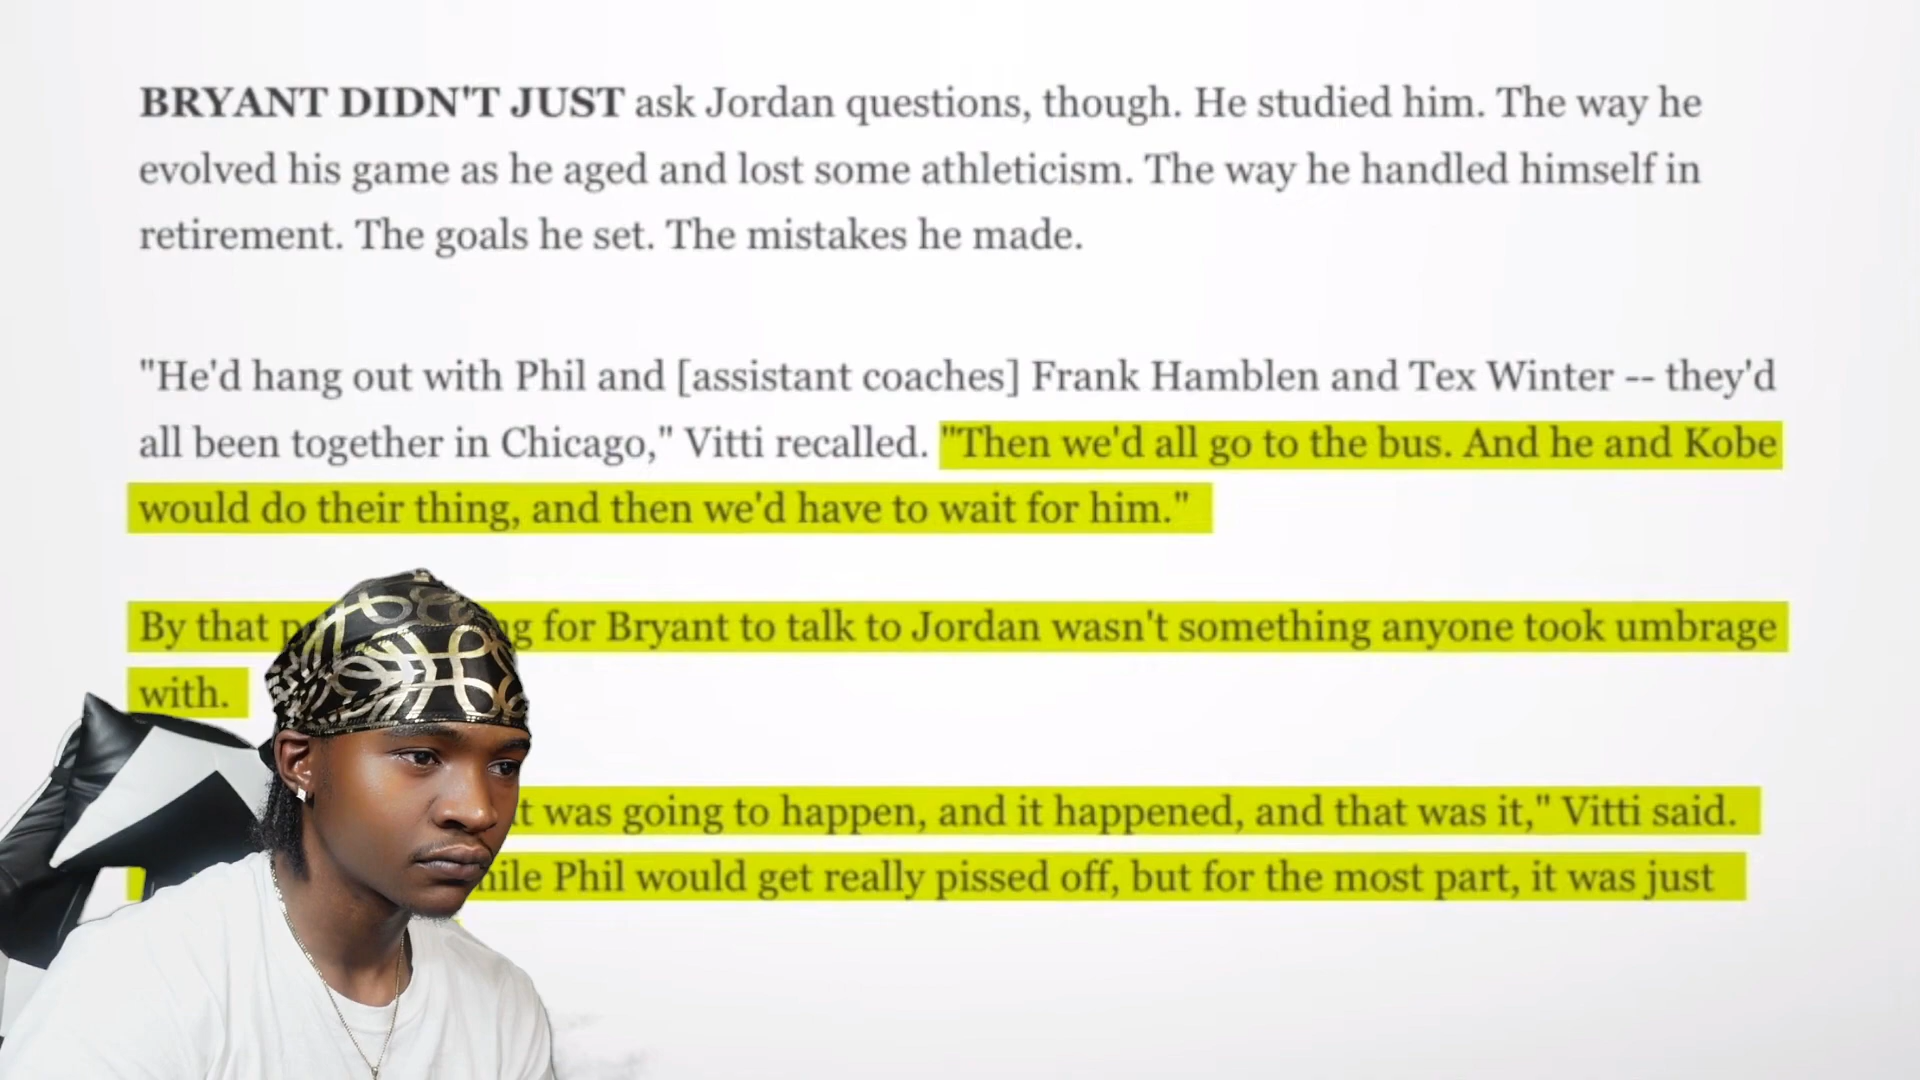 BRYANT DIDN'T JUST ask Jordan questions, though. He studied him. The way he
evolved his game as he aged and lost some athleticism. The way he handled himself in
retirement. The goals he set. The mistakes he made.
"He'd hang out with Phil and [assistant coaches] Frank Hamblen and Tex Winter -- they'd
all been together in Chicago," Vitti recalled. "Then we'd all go to the bus. And he and Kobe
would do their thing, and then we'd have to wait for him."
By that for Bryant to talk to Jordan wasn't something anyone took umbrage
with.
was going to happen, and it happened, and that was it," Vitti said.
Phil would get really pissed off, but for the most part, it was just